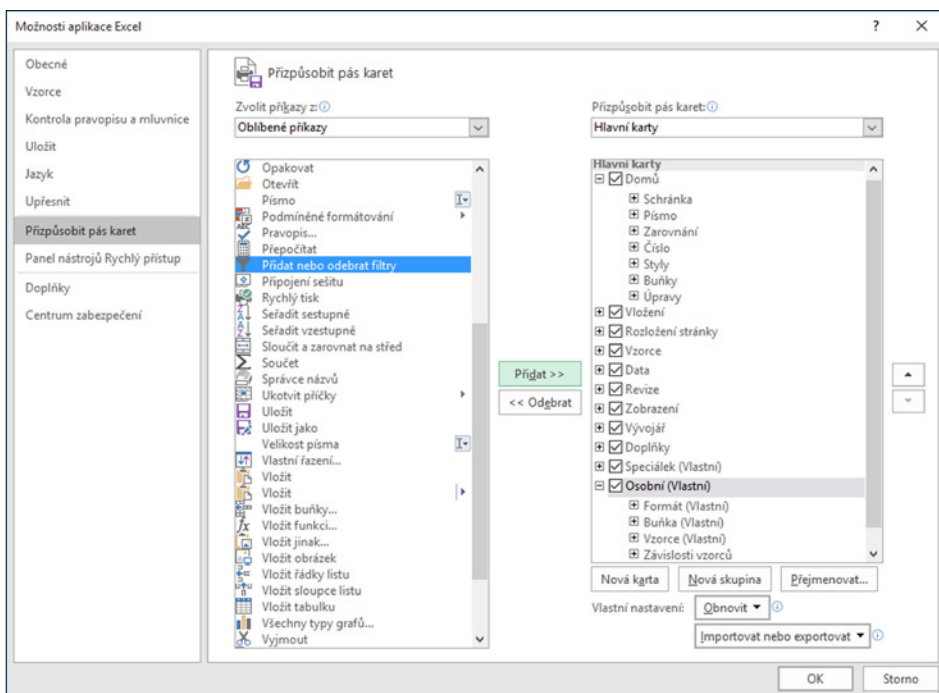 Možnosti aplikace Excel
?
Obecné
Vzorce
Kontrola pravopisu a mluvnice
Uložit
Jazyk
Upřesnit
Přizpůsobit pás karet
Panel nástrojů Rychlý přístup
Doplňky
Centrum zabezpečení
Přizpůsobit pás karet
Zvolit příkazy z:
Oblíbené příkazy
Opakovat
Otevřít
Písmo
Podmíněné formátování
Pravopis...
Přepočítat
Přidat nebo odebrat filtry
Připojení sešitu
Rychlý tisk
Seřadit sestupně
Seřadit vzestupně
Sloučit a zarovnat na střed
Součet
Správce názvů
Ukotvit příčky
Uložit
Uložit jako
Velikost písma
Vlastní řazení...
Vložit
Vložit
Vložit buňky...
Vložit funkci...
Vložit jinak...
Vložit obrázek
Vložit řádky listu
Vložit sloupce listu
Vložit tabulku
Všechny typy grafů...
Vyjmout
Přidat >>
<< Odebrat
Přizpůsobit pás karet:
Hlavní karty
Hlavní karty
Domů
Schránka
Písmo
Zarovnání
Číslo
Styly
Buňky
Úpravy
Vložení
Rozložení stránky
Vzorce
Data
Revize
Zobrazení
Vývojář
Doplňky
Speciálek (Vlastní)
Osobní (Vlastní)
Formát (Vlastní)
Buňka (Vlastní)
Vzorce (Vlastní)
Závislosti vzorců
Nová karta
Nová skupina
Přejmenovat...
Vlastní nastavení:
Obnovit
Importovat nebo exportovat
OK
Storno